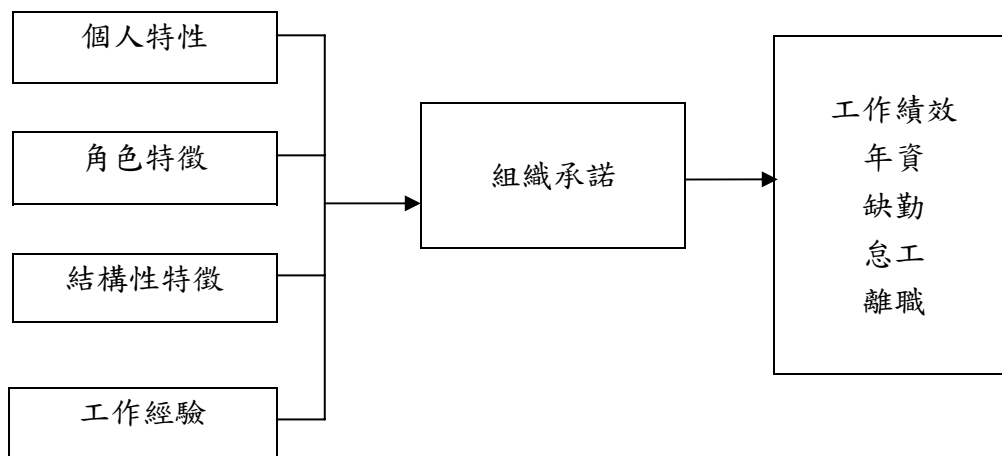 個人特性
角色特徵
結構性特徵
工作經驗
組織承諾
工作績效
年資
缺勤
怠工
離職